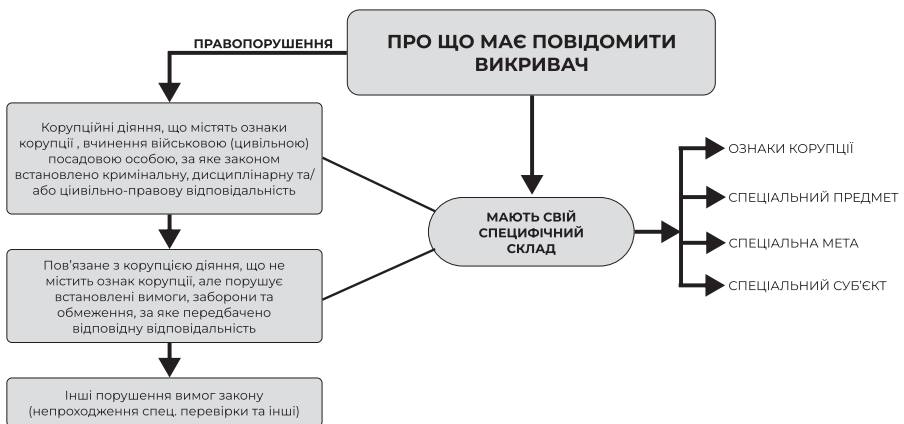 ПРАВОПОРУШЕННЯ
ПРО ЩО МАЄ ПОВІДОМИТИ
ВИКРИВАЧ
Корупційні діяння, що містять ознаки
корупції , вчинення військовою (цивільною)
посадовою особою, за яке законом
встановлено кримінальну, дисциплінарну та/
або ціивільно-правову відповідальність
Пов'язане з корупцією діяння, що не
містить ознак корупції, але порушує
встановлені вимоги, заборони та
обмеження, за яке передбачено
відповідну відповідальність
Інші порушення вимог закону
(непроходження спец. перевірки та інші)
МАЮТЬ СВІЙ
СПЕЦИФІЧНИЙ
СКЛАД
ОЗНАКИ КОРУПЦІЇ
СПЕЦІАЛЬНИЙ ПРЕДМЕТ
СПЕЦІАЛЬНА МЕТА
СПЕЦІАЛЬНИЙ СУБ'ЄКТ